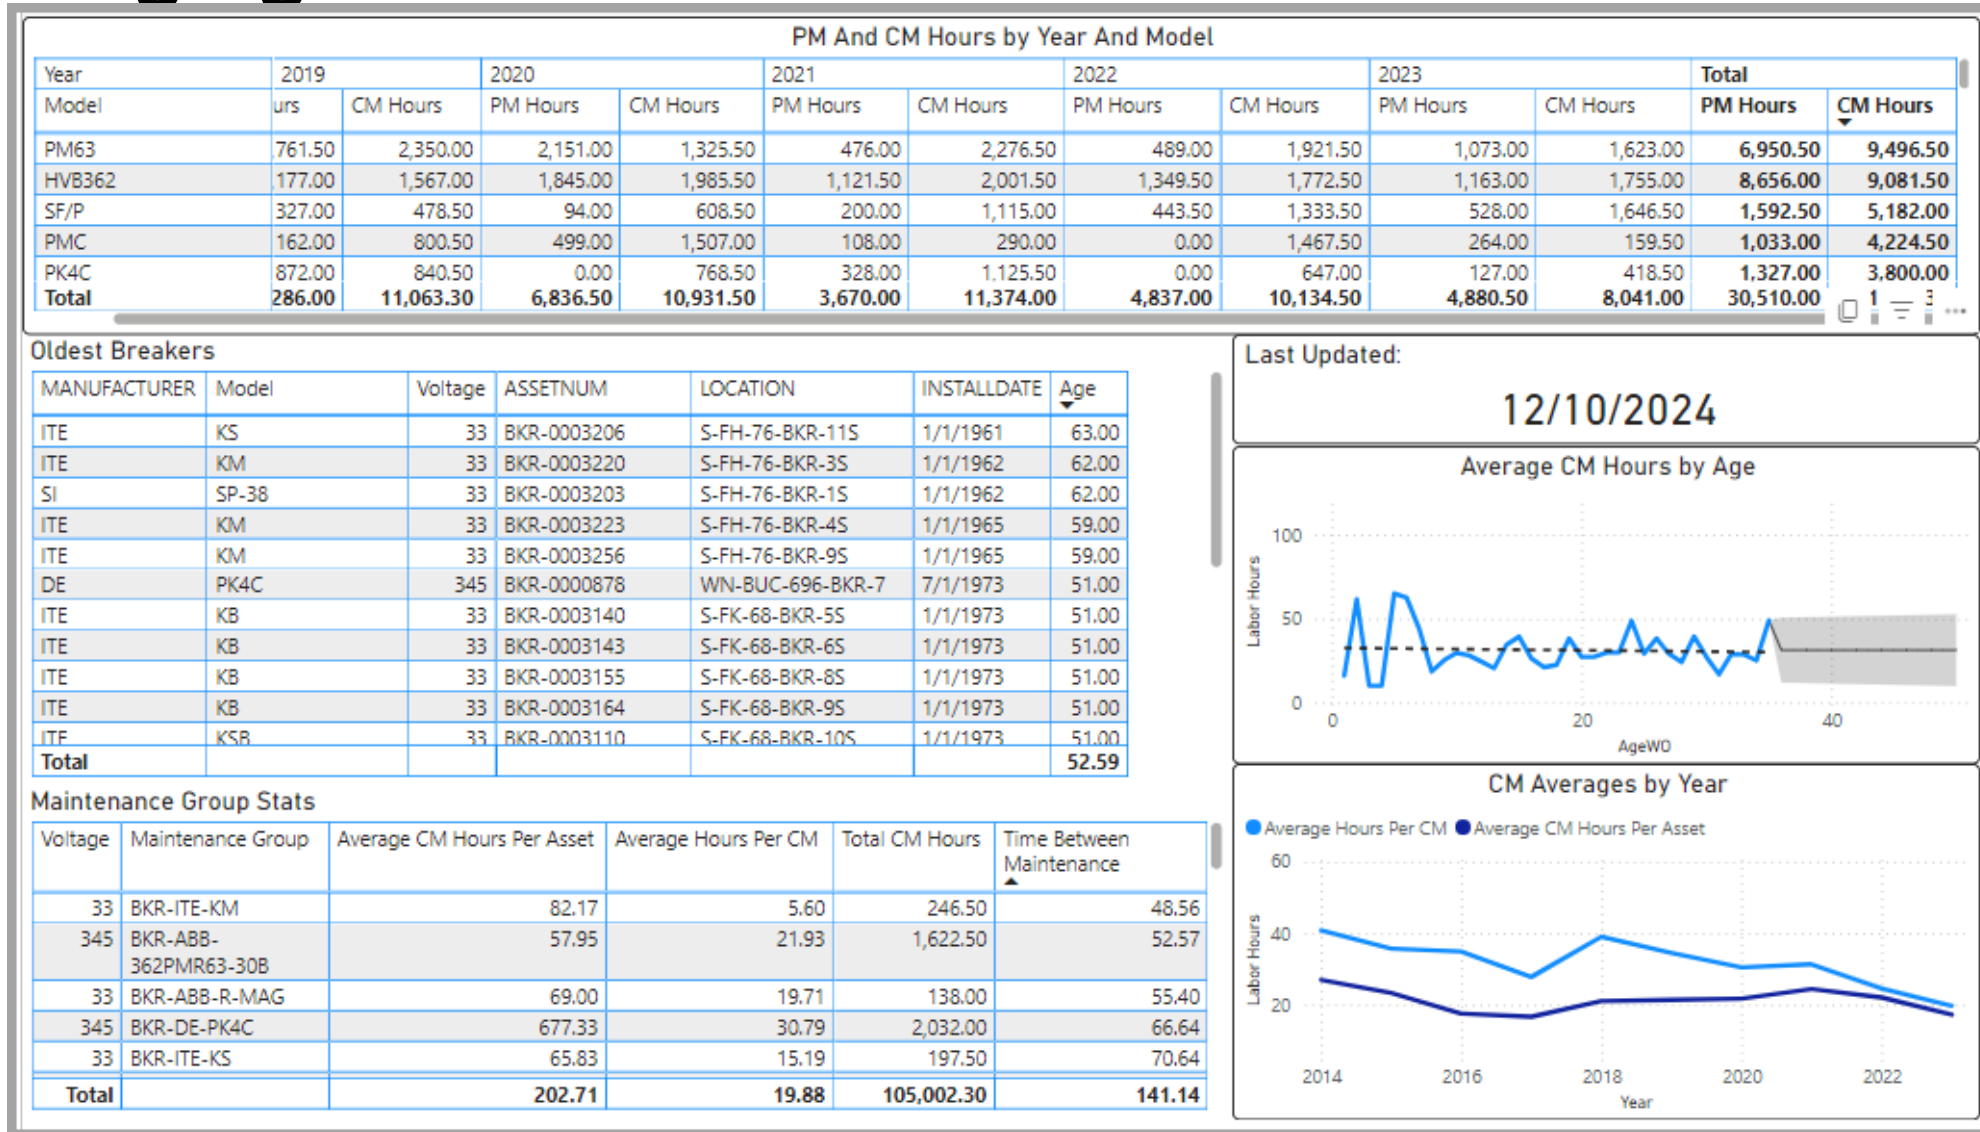 PM And CM Hours by Year And Model
Year 2019 2020 2021 2022 2023 Total
Model urs CM Hours PM Hours CM Hours PM Hours CM Hours PM Hours CM Hours PM Hours CM Hours PM Hours CM Hours
PM63 761.50 2,350.00 2,151.00 1,325.50 476.00 2,276.50 489.00 1,921.50 1,073.00 1,623.00 6,950.50 9,496.50
HVB362 177.00 1,567.00 1,845.00 1,985.50 1,121.50 2,001.50 1,349.50 1,772.50 1,163.00 1,755.00 8,656.00 9,081.50
SF/P 327.00 478.50 94.00 608.50 200.00 1,115.00 443.50 1,333.50 528.00 1,646.50 1,592.50 5,182.00
PMC 162.00 800.50 499.00 1,507.00 108.00 290.00 0.00 1,467.50 264.00 159.50 1,033.00 4,224.50
PK4C 872.00 840.50 0.00 768.50 328.00 1,125.50 0.00 647.00 127.00 418.50 1,327.00 3,800.00
Total 286.00 11,063.30 6,836.50 10,931.50 3,670.00 11,374.00 4,837.00 10,134.50 4,880.50 8,041.00 30,510.00
Oldest Breakers
MANUFACTURER Model Voltage ASSETNUM LOCATION INSTALLDATE Age
ITE KS 33 BKR-0003206 S-FH-76-BKR-11S 1/1/1961 63.00
ITE KM 33 BKR-0003220 S-FH-76-BKR-3S 1/1/1962 62.00
SI SP-38 33 BKR-0003203 S-FH-76-BKR-1S 1/1/1962 62.00
ITE KM 33 BKR-0003223 S-FH-76-BKR-4S 1/1/1965 59.00
ITE KM 33 BKR-0003256 S-FH-76-BKR-9S 1/1/1965 59.00
DE PK4C 345 BKR-0000878 WN-BUC-696-BKR-7 7/1/1973 51.00
ITE KB 33 BKR-0003140 S-FK-68-BKR-5S 1/1/1973 51.00
ITE KB 33 BKR-0003143 S-FK-68-BKR-6S 1/1/1973 51.00
ITE KB 33 BKR-0003155 S-FK-68-BKR-8S 1/1/1973 51.00
ITE KB 33 BKR-0003164 S-FK-68-BKR-9S 1/1/1973 51.00
ITE KSB 33 BKR-0003110 S-FK-68-BKR-10S 1/1/1973 51.00
Total 52.59
Maintenance Group Stats
Voltage Maintenance Group Average CM Hours Per Asset Average Hours Per CM Total CM Hours Time Between
Maintenance
33 BKR-ITE-KM 82.17 5.60 246.50 48.56
345 BKR-ABB- 57.95 21.93 1,622.50 52.57
362PMR63-30B
33 BKR-ABB-R-MAG 69.00 19.71 138.00 55.40
345 BKR-DE-PK4C 677.33 30.79 2,032.00 66.64
33 BKR-ITE-KS 65.83 15.19 197.50 70.64
Total 202.71 19.88 105,002.30 141.14
Last Updated:
12/10/2024
Average CM Hours by Age
100
50
0
Labor Hours
0 20 40
AgeWO
CM Averages by Year
Average Hours Per CM Average CM Hours Per Asset
60
40
20
Labor Hours
2014 2016 2018 2020 2022
Year